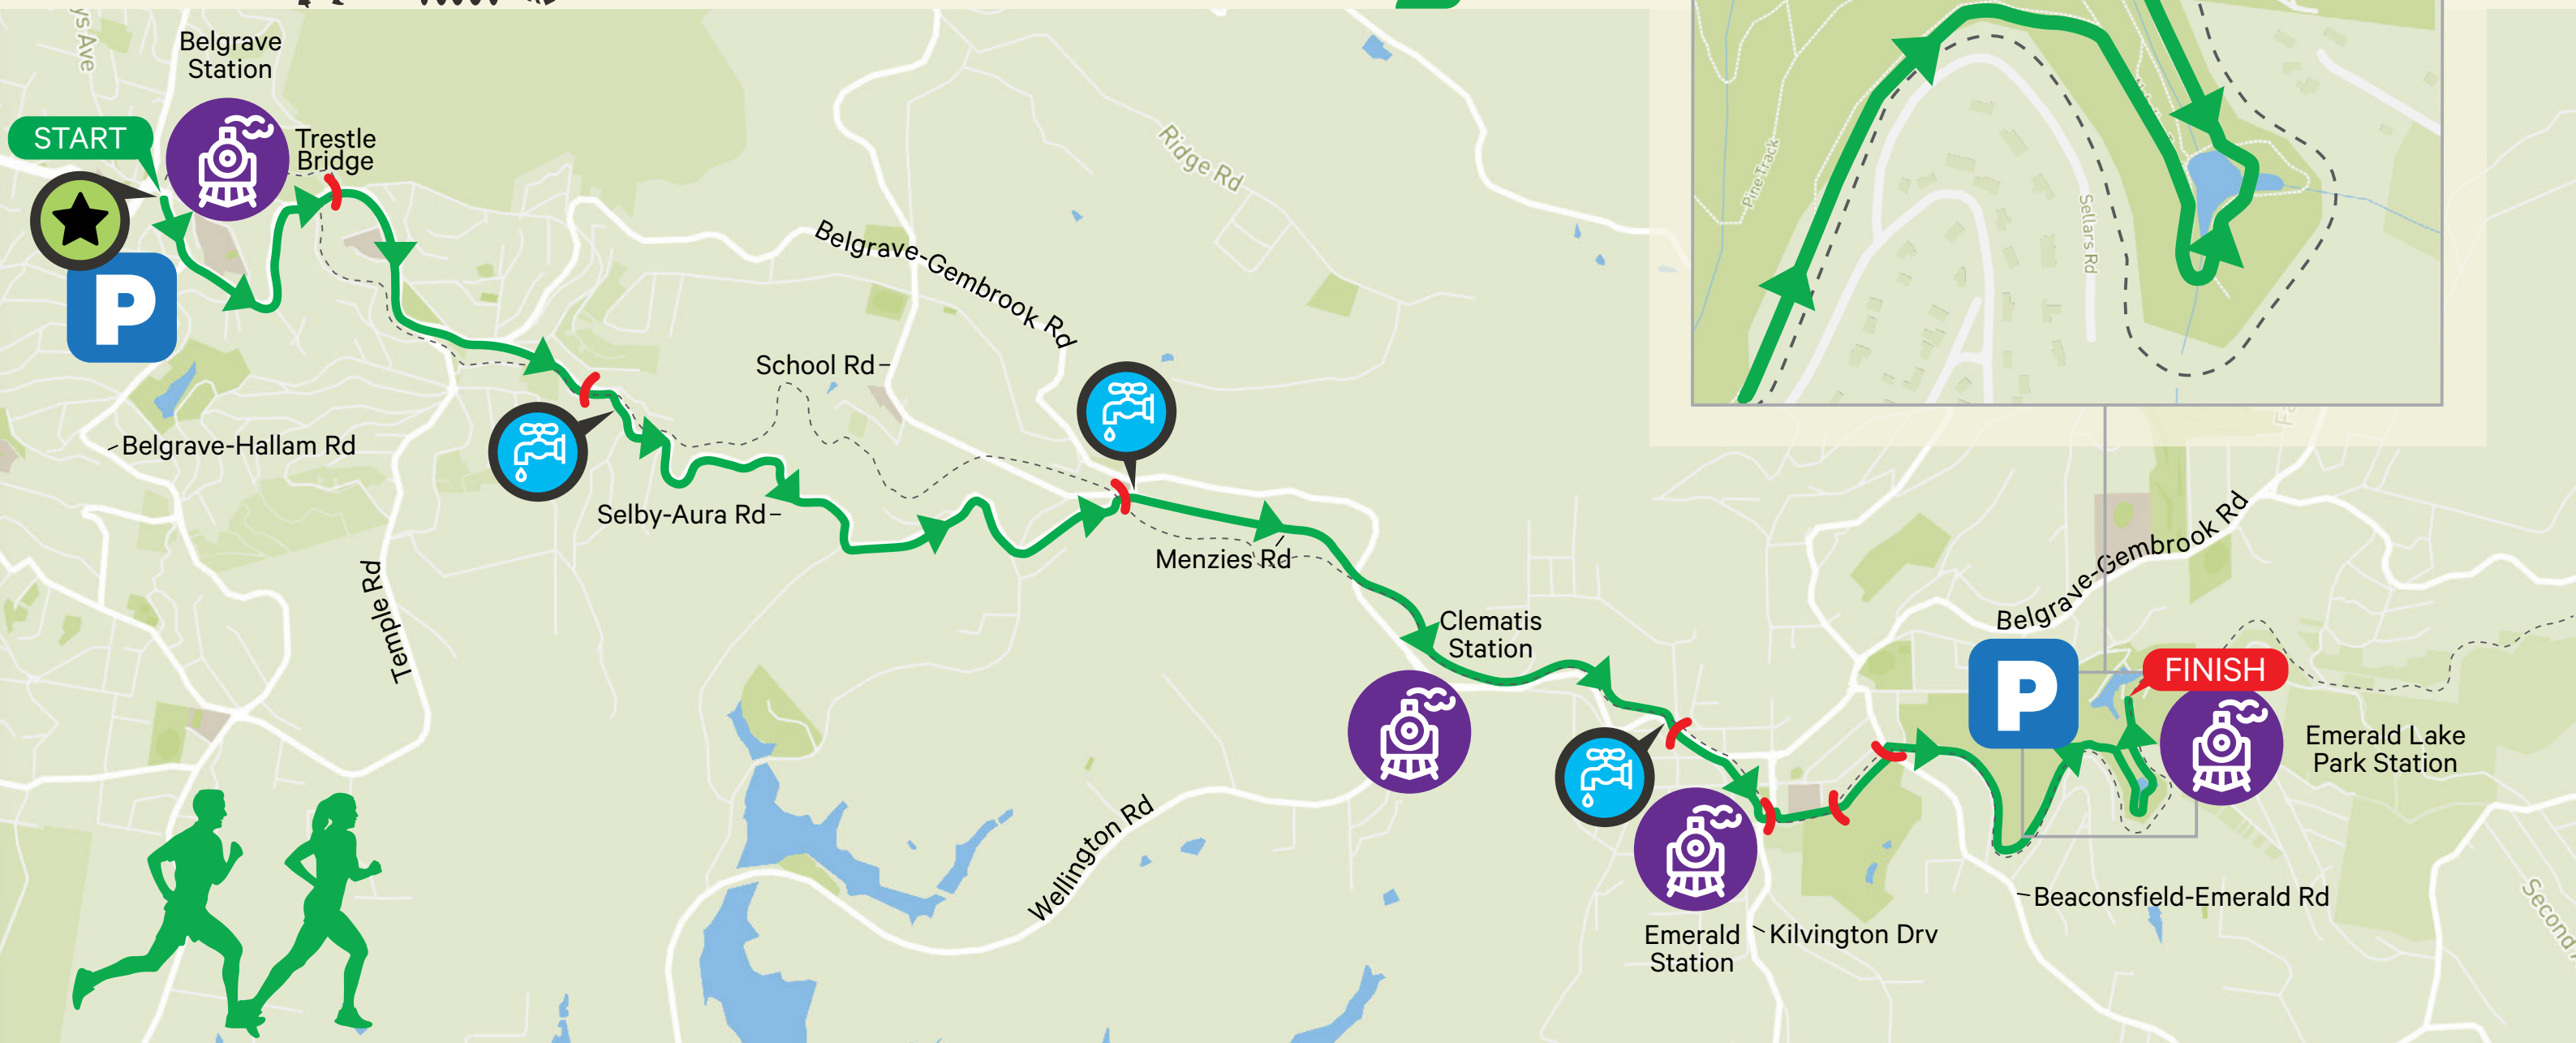 Belgrave
Station
START
Trestle
Bridge
P
Ridge Rd
Belgrave-Gembrook Rd
School Rd
Belgrave-Hallam Rd
Selby-Aura Rd
Temple Rd
Menzies Rd
Clematis
Station
Wellington Rd
Pine Track
Sellars Rd
Belgrave-Gembrook Rd
P
FINISH
Emerald Lake
Park Station
Beaconsfield-Emerald Rd
Emerald
Station
Kilvington Drv